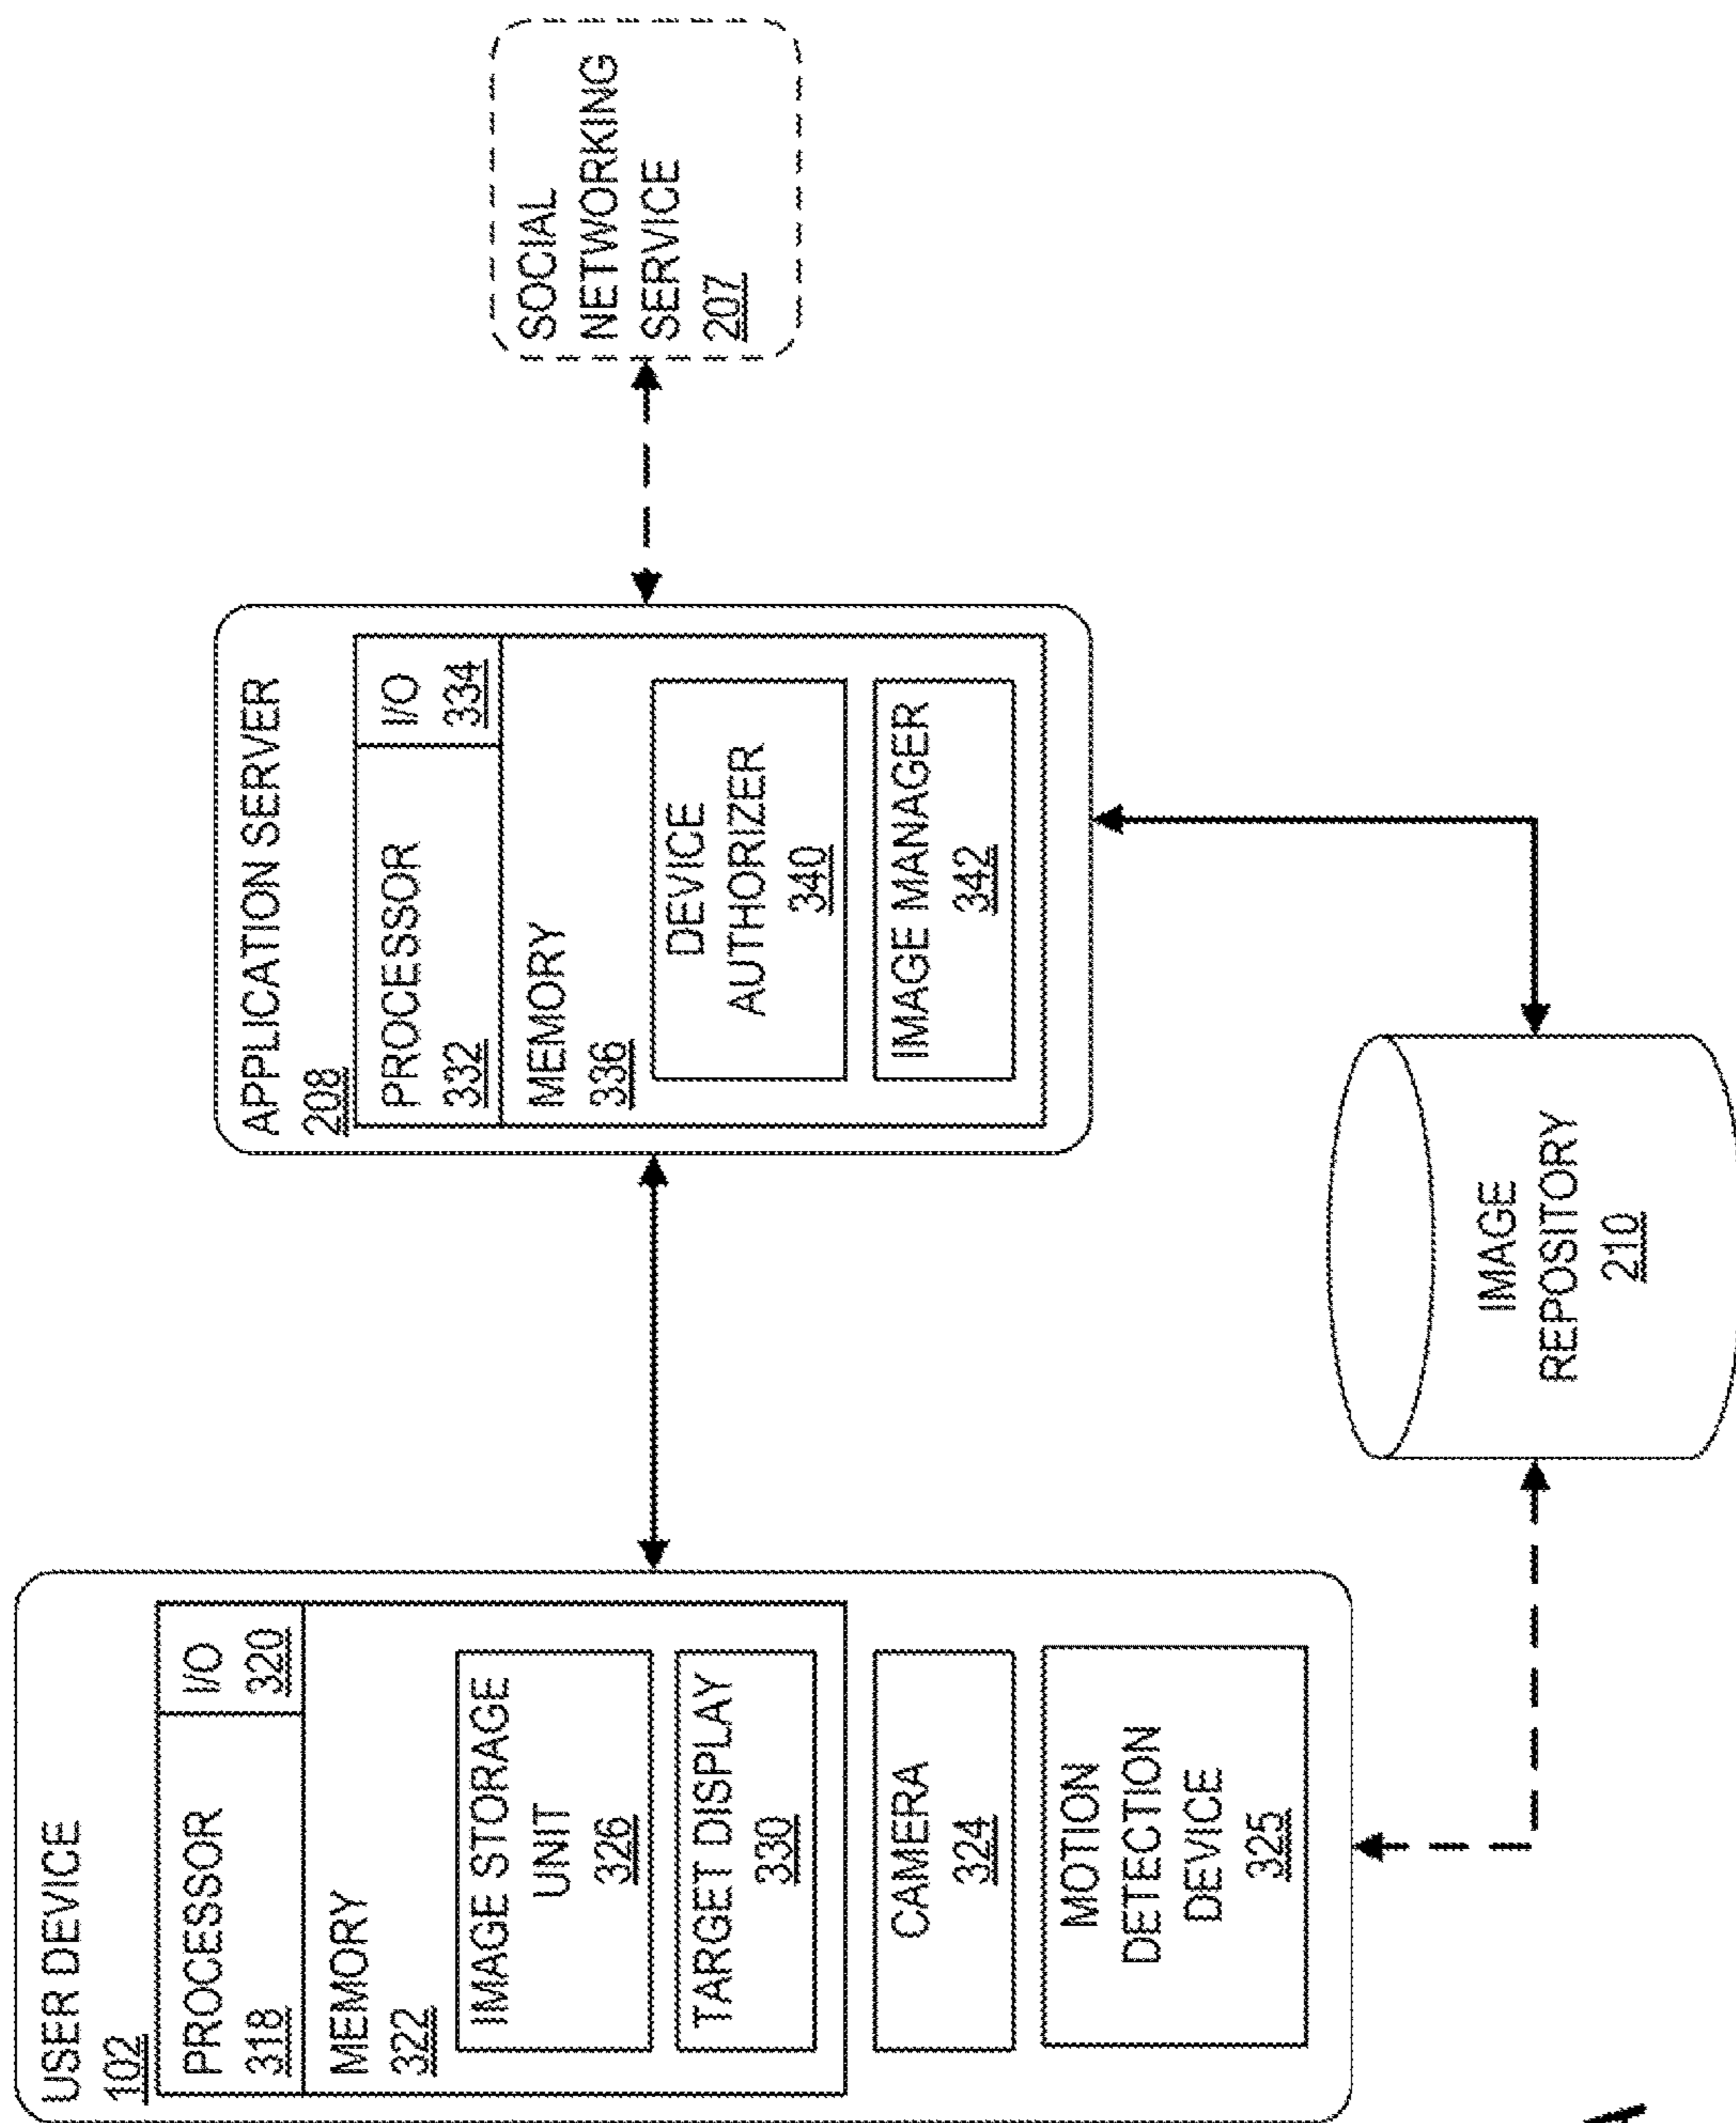 USER DEVICE
102
PROCESSOR
318
I/O
320
MEMORY
322
IMAGE STORAGE
UNIT
326
TARGET DISPLAY
330
CAMERA
324
MOTION
DETECTION
DEVICE
325
APPLICATION SERVER
208
PROCESSOR
332
I/O
334
MEMORY
336
DEVICE
AUTHORIZER
340
IMAGE MANAGER
342
SOCIAL
NETWORKING
SERVICE
207
IMAGE
REPOSITORY
210